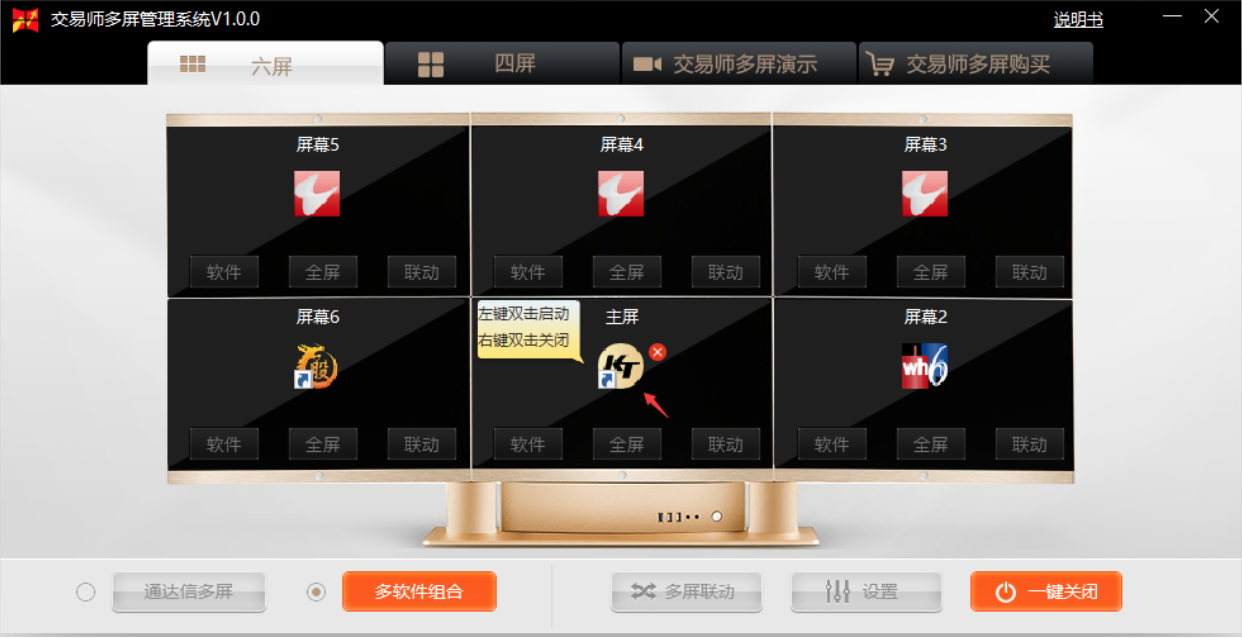 交易师多屏管理系统V1.0.0
说明书
六屏
四屏
交易师多屏演示
交易师多屏购买
屏幕5
屏幕4
屏幕3
软件
全屏
联动
软件
全屏
联动
软件
全屏
联动
屏幕6
左键双击启动
右键双击关闭
主屏
屏幕2
股
KT
wh6
软件
全屏
联动
软件
全屏
联动
软件
全屏
联动
通达信多屏
多软件组合
多屏联动
设置
一键关闭